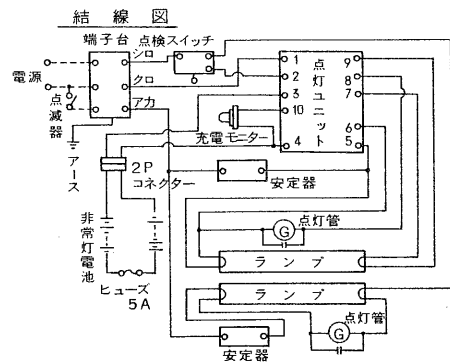 結線図
端子台
点検スイッチ
シロ
クロ
アカ
電源
点滅器
アース
2P
コネクター
非常灯電池
ヒューズ
5A
充電モニター
点灯ユニット
1
2
3
10
4
9
8
7
6
5
安定器
点灯管
G
ランプ
ランプ
点灯管
G
安定器